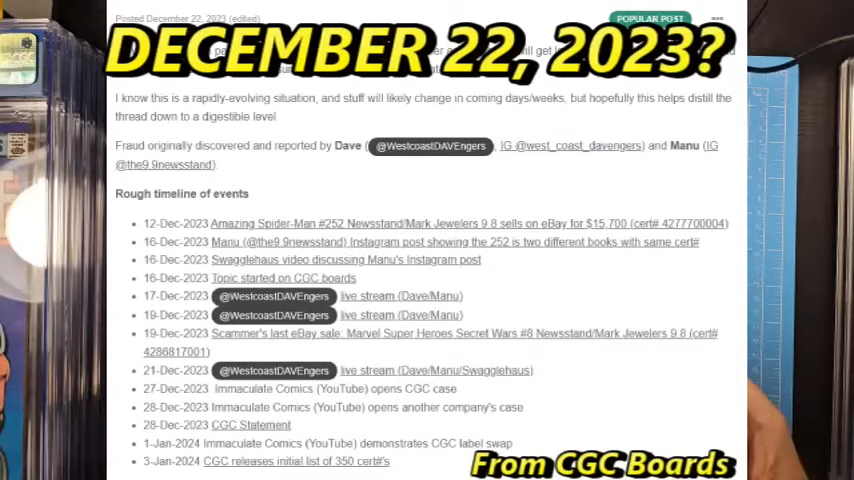 Posted December 22, 2023 (edited)
POPULAR POST
DECEMBER 22, 2023?
I know this is a rapidly-evolving situation, and stuff will likely change in coming days/weeks, but hopefully this helps distill the
thread down to a digestible level
Fraud originally discovered and reported by Dave (@WestcoastDAVEngers, IG @west_coast_davengers) and Manu (IG
@the9.9newsstand).
Rough timeline of events
12-Dec-2023 Amazing Spider-Man #252 Newsstand/Mark Jewelers 9.8 sells on eBay for $15,700 (cert# 4277700004)
16-Dec-2023 Manu (@the9.9newsstand) Instagram post showing the 252 is two different books with same cert#
16-Dec-2023 Swagglehaus video discussing Manu's Instagram post
16-Dec-2023 Topic started on CGC boards
17-Dec-2023 @WestcoastDAVEngers live stream (Dave/Manu)
19-Dec-2023 @WestcoastDAVEngers live stream (Dave/Manu)
19-Dec-2023 Scammer's last eBay sale: Marvel Super Heroes Secret Wars #8 Newsstand/Mark Jewelers 9.8 (cert#
4286817001)
21-Dec-2023 @WestcoastDAVEngers live stream (Dave/Manu/Swagglehaus)
27-Dec-2023 Immaculate Comics (YouTube) opens CGC case
28-Dec-2023 Immaculate Comics (YouTube) opens another company's case
28-Dec-2023 CGC Statement
1-Jan-2024 Immaculate Comics (YouTube) demonstrates CGC label swap
3-Jan-2024 CGC releases initial list of 350 cert#'s
From CGC Boards